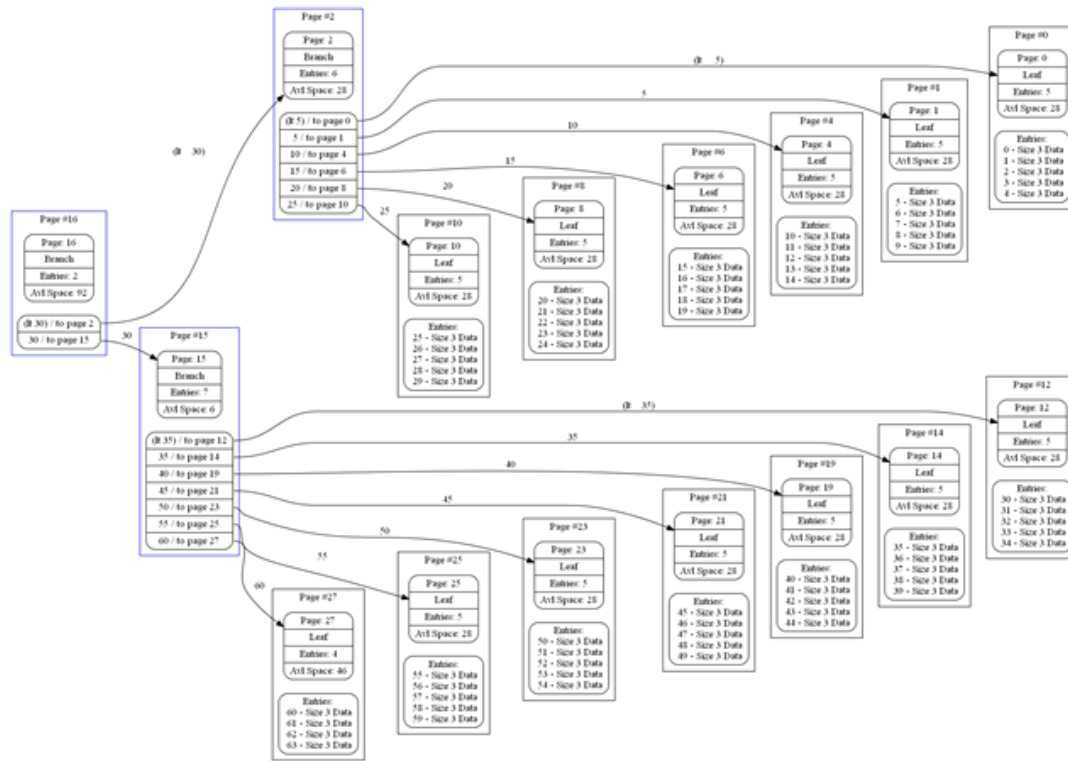 Page #16
Page: 16
Branch
Entries: 2
Avl Space: 92
(lt 30) / to page 2
30 / to page 15
(lt 30)
30
Page #2
Page: 2
Branch
Entries: 6
Avl Space: 28
(lt 5) / to page 0
5 / to page 1
10 / to page 4
15 / to page 6
20 / to page 8
25 / to page 10
(lt 5)
5
10
15
20
25
Page #0
Page: 0
Leaf
Entries: 5
Avl Space: 28
Entries:
0 - Size 3 Data
1 - Size 3 Data
2 - Size 3 Data
3 - Size 3 Data
4 - Size 3 Data
Page #1
Page: 1
Leaf
Entries: 5
Avl Space: 28
Entries:
5 - Size 3 Data
6 - Size 3 Data
7 - Size 3 Data
8 - Size 3 Data
9 - Size 3 Data
Page #4
Page: 4
Leaf
Entries: 5
Avl Space: 28
Entries:
10 - Size 3 Data
11 - Size 3 Data
12 - Size 3 Data
13 - Size 3 Data
14 - Size 3 Data
Page #6
Page: 6
Leaf
Entries: 5
Avl Space: 28
Entries:
15 - Size 3 Data
16 - Size 3 Data
17 - Size 3 Data
18 - Size 3 Data
19 - Size 3 Data
Page #8
Page: 8
Leaf
Entries: 5
Avl Space: 28
Entries:
20 - Size 3 Data
21 - Size 3 Data
22 - Size 3 Data
23 - Size 3 Data
24 - Size 3 Data
Page #10
Page: 10
Leaf
Entries: 5
Avl Space: 28
Entries:
25 - Size 3 Data
26 - Size 3 Data
27 - Size 3 Data
28 - Size 3 Data
29 - Size 3 Data
Page #15
Page: 15
Branch
Entries: 7
Avl Space: 6
(lt 35) / to page 12
35 / to page 14
40 / to page 19
45 / to page 21
50 / to page 23
55 / to page 25
60 / to page 27
(lt 35)
35
40
45
50
55
60
Page #12
Page: 12
Leaf
Entries: 5
Avl Space: 28
Entries:
30 - Size 3 Data
31 - Size 3 Data
32 - Size 3 Data
33 - Size 3 Data
34 - Size 3 Data
Page #14
Page: 14
Leaf
Entries: 5
Avl Space: 28
Entries:
35 - Size 3 Data
36 - Size 3 Data
37 - Size 3 Data
38 - Size 3 Data
39 - Size 3 Data
Page #19
Page: 19
Leaf
Entries: 5
Avl Space: 28
Entries:
40 - Size 3 Data
41 - Size 3 Data
42 - Size 3 Data
43 - Size 3 Data
44 - Size 3 Data
Page #21
Page: 21
Leaf
Entries: 5
Avl Space: 28
Entries:
45 - Size 3 Data
46 - Size 3 Data
47 - Size 3 Data
48 - Size 3 Data
49 - Size 3 Data
Page #23
Page: 23
Leaf
Entries: 5
Avl Space: 28
Entries:
50 - Size 3 Data
51 - Size 3 Data
52 - Size 3 Data
53 - Size 3 Data
54 - Size 3 Data
Page #25
Page: 25
Leaf
Entries: 5
Avl Space: 28
Entries:
55 - Size 3 Data
56 - Size 3 Data
57 - Size 3 Data
58 - Size 3 Data
59 - Size 3 Data
Page #27
Page: 27
Leaf
Entries: 4
Avl Space: 46
Entries:
60 - Size 3 Data
61 - Size 3 Data
62 - Size 3 Data
63 - Size 3 Data